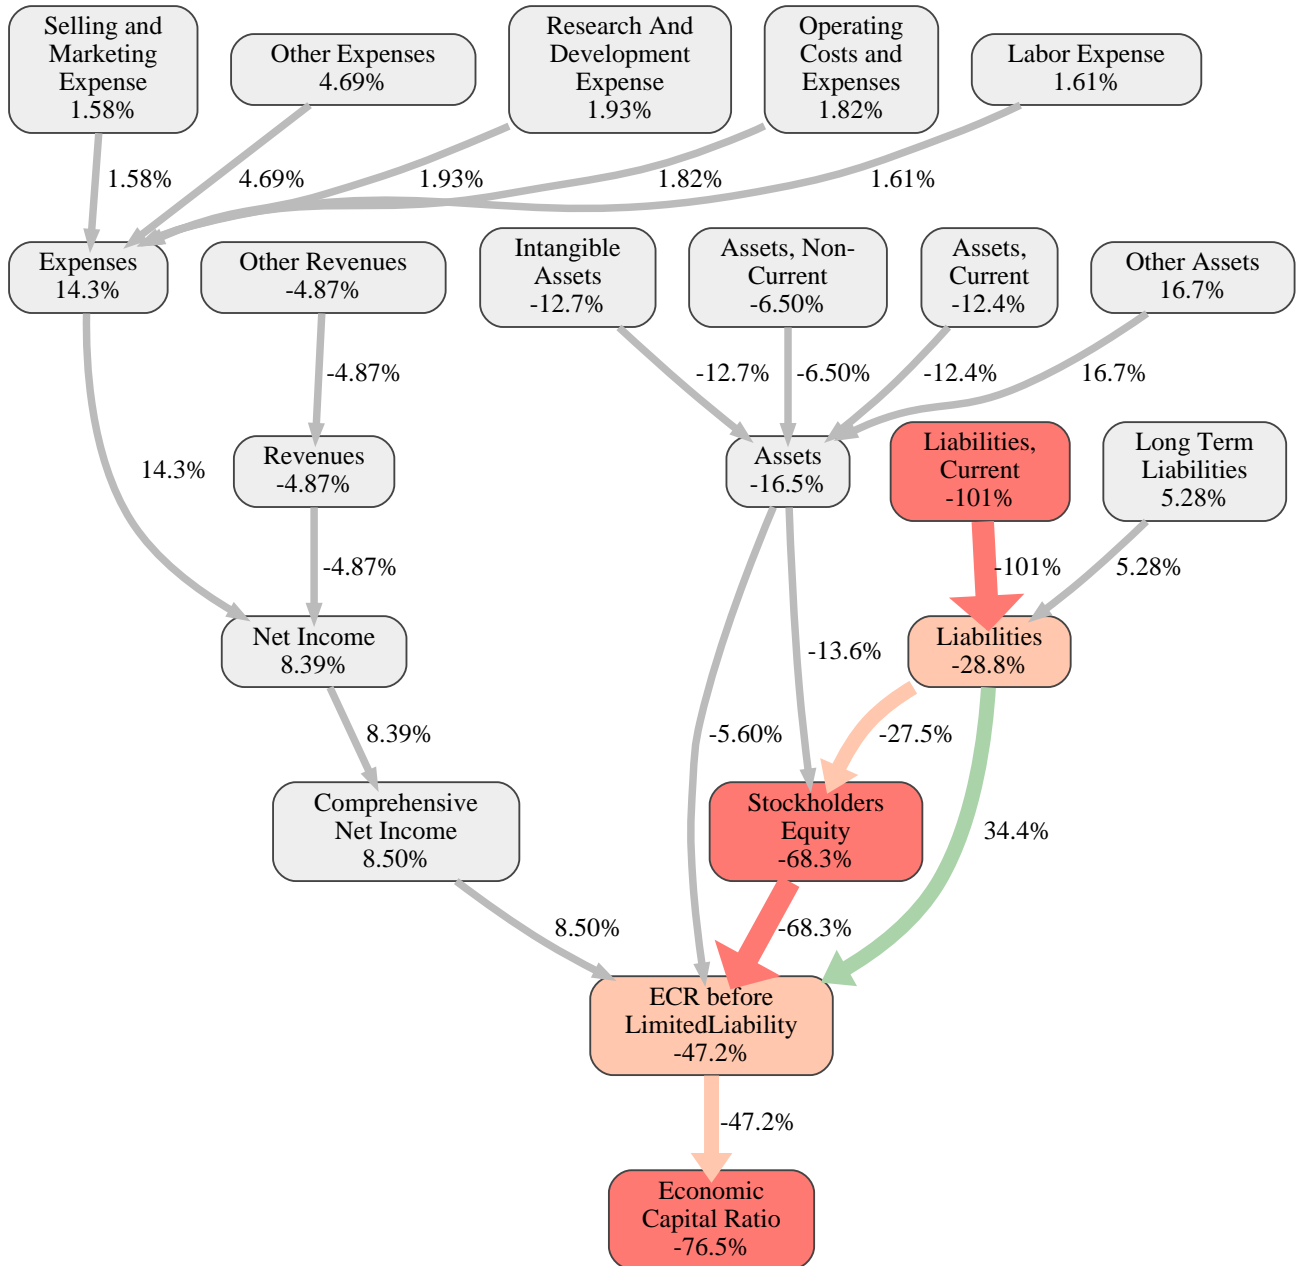 Selling and
Marketing
Expense
1.58%
Other Expenses
4.69%
Research And
Development
Expense
1.93%
Operating
Costs and
Expenses
1.82%
Labor Expense
1.61%
1.58%
4.69%
1.93%
1.82%
1.61%
Expenses
14.3%
Other Revenues
-4.87%
Intangible
Assets
-12.7%
Assets, Non-
Current
-6.50%
Assets,
Current
-12.4%
Other Assets
16.7%
-4.87%
-12.7%
-6.50%
-12.4%
16.7%
14.3%
Revenues
-4.87%
Assets
-16.5%
Liabilities,
Current
-101%
Long Term
Liabilities
5.28%
-4.87%
-101%
5.28%
Net Income
8.39%
-13.6%
Liabilities
-28.8%
8.39%
-5.60%
-27.5%
Comprehensive
Net Income
8.50%
Stockholders
Equity
-68.3%
34.4%
8.50%
-68.3%
ECR before
LimitedLiability
-47.2%
-47.2%
Economic
Capital Ratio
-76.5%